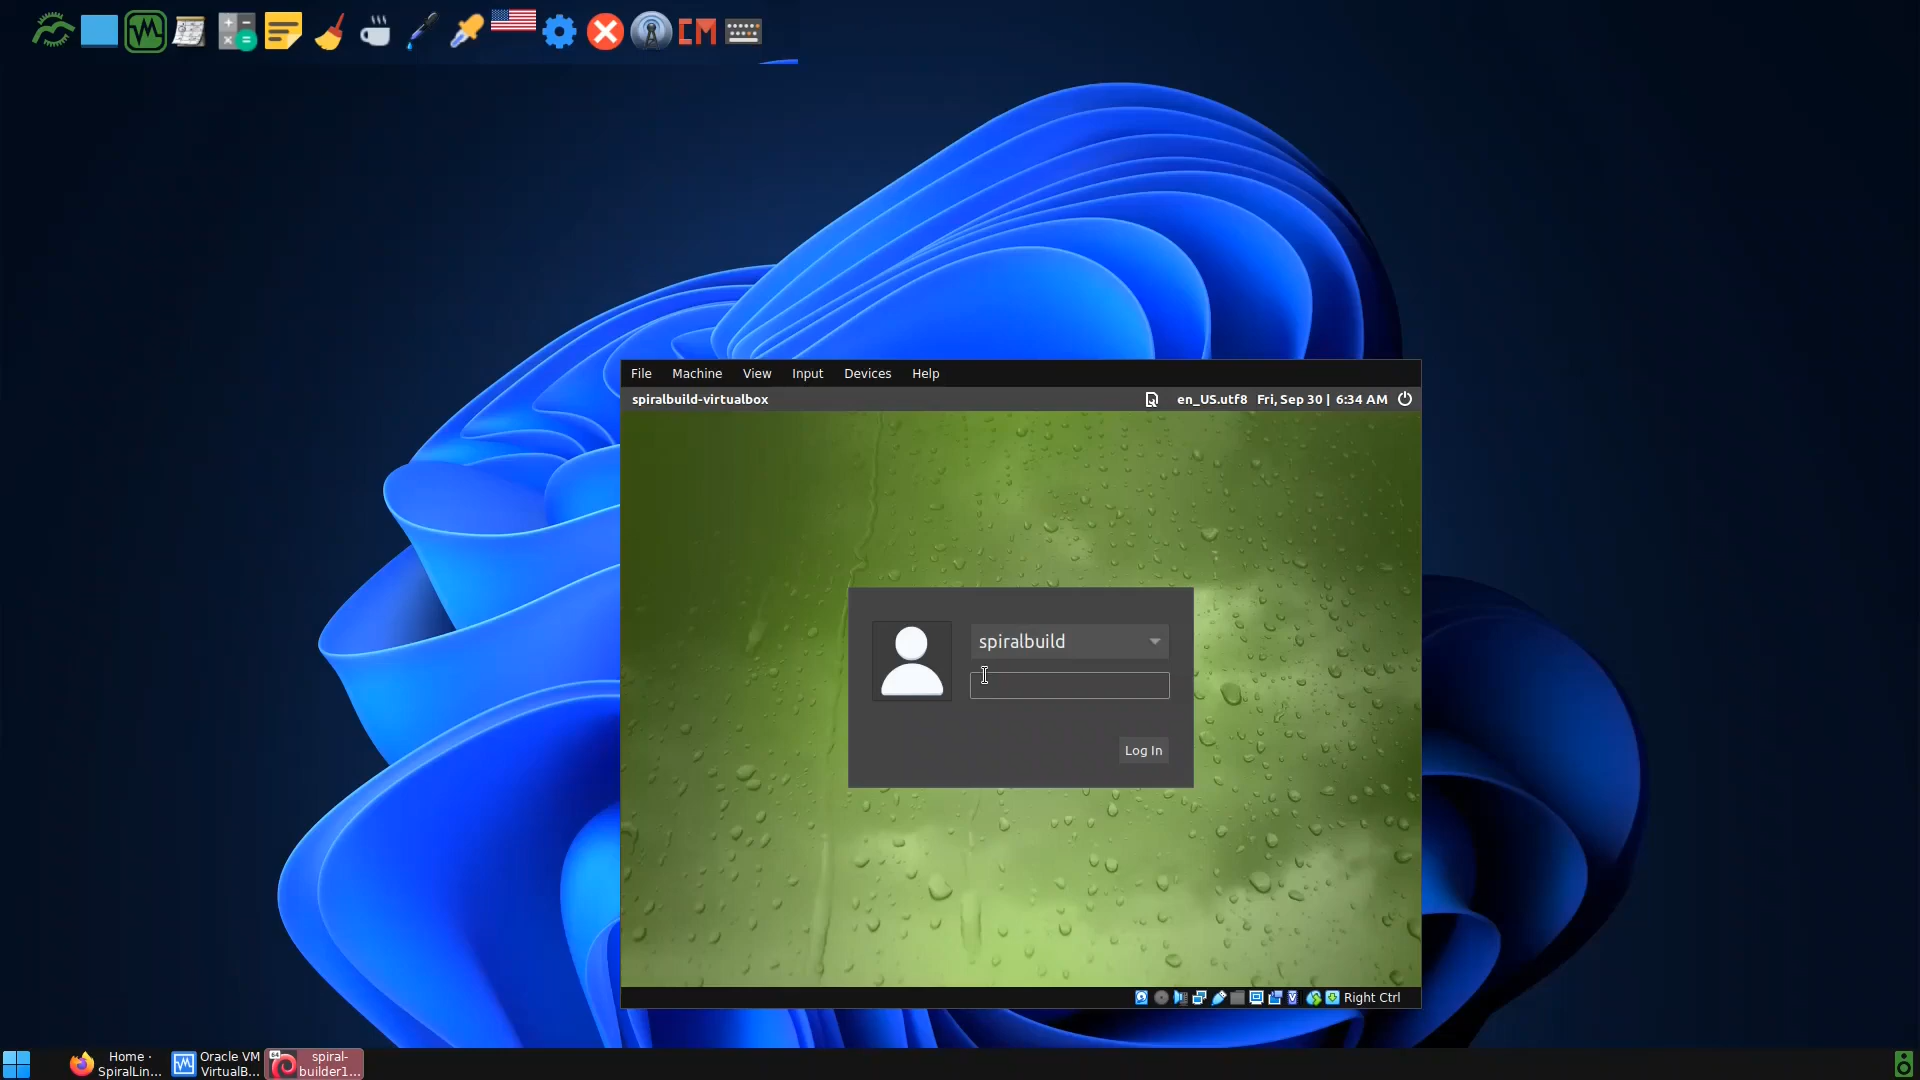 File Machine View Input Devices Help
spiralbuild-virtualbox en_US.utf8 Fri, Sep 30 | 6:34 AM
spiralbuild
Log In
Right Ctrl
Home · Oracle VM spiral-
SpiralLin... VirtualB... builder1...